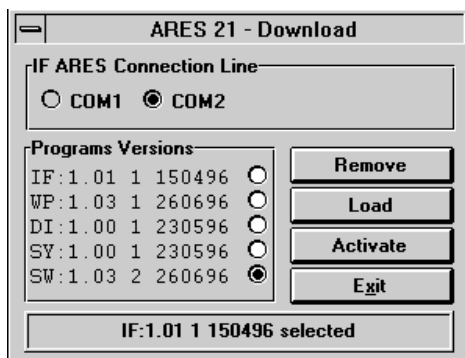 ARES 21 - Download
IF ARES Connection Line
COM1 COM2
Programs Versions
IF:1.01 1 150496
WP:1.03 1 260696
DI:1.00 1 230596
SY:1.00 1 230596
SW:1.03 2 260696
Remove
Load
Activate
Exit
IF:1.01 1 150496 selected